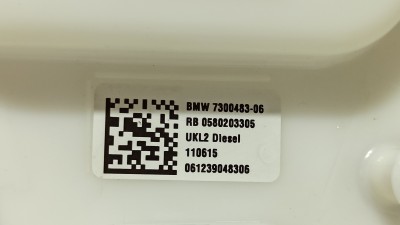 BMW 7300483-06
RB 0580203305
UKL2 Diesel
110615
061239048306